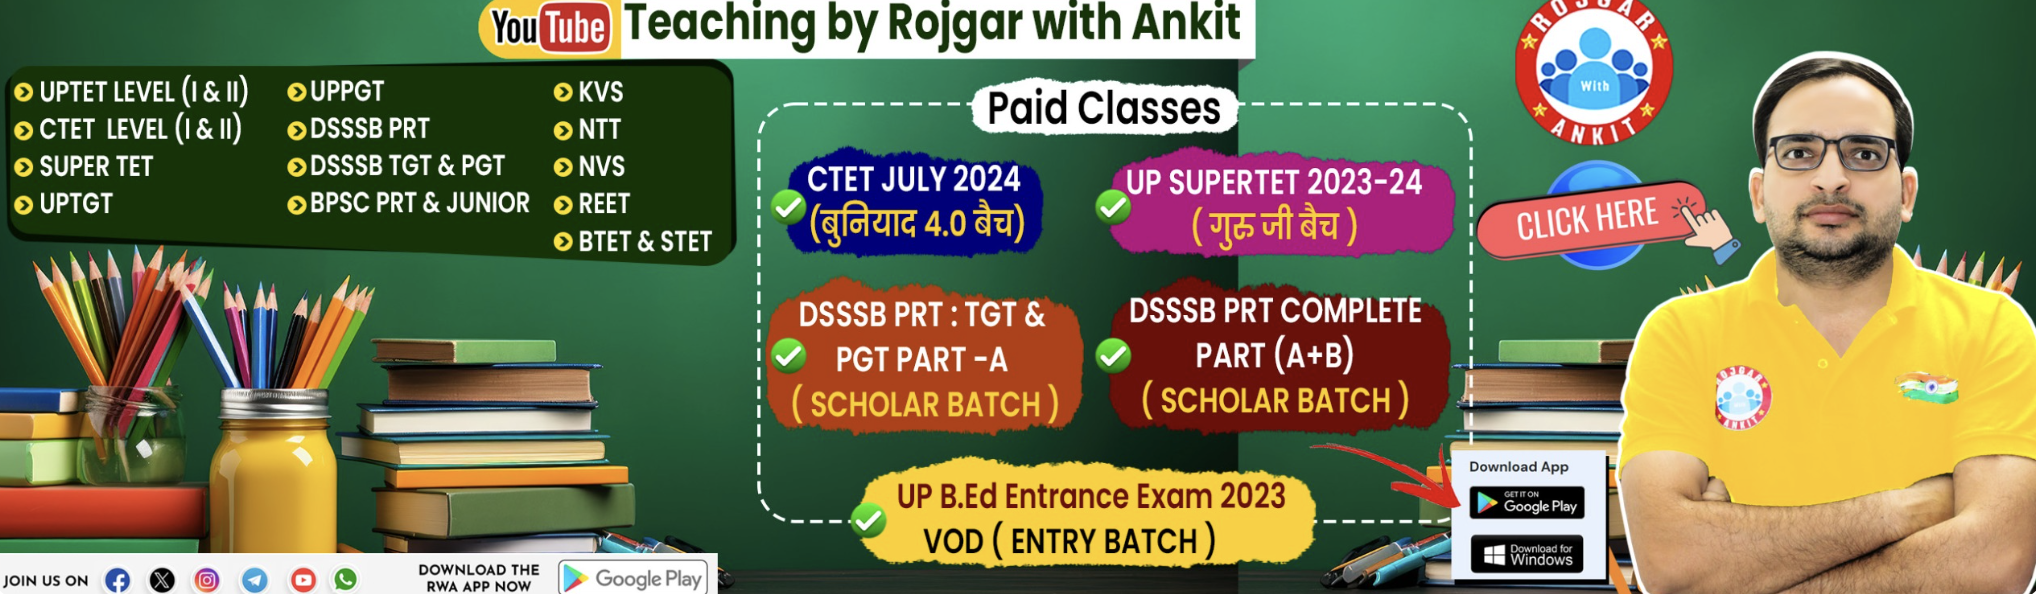 YouTube Teaching by Rojgar with Ankit
UPTET LEVEL (I & II)
CTET LEVEL (I & II)
SUPER TET
UPTGT
UPPGT
DSSSB PRT
DSSSB TGT & PGT
BPSC PRT & JUNIOR
KVS
NTT
NVS
REET
BTET & STET
Paid Classes
CTET JULY 2024
(बुनियाद 4.0 बैच)
UP SUPERTET 2023-24
( गुरु जी बैच )
DSSSB PRT : TGT &
PGT PART -A
( SCHOLAR BATCH )
DSSSB PRT COMPLETE
PART (A+B)
( SCHOLAR BATCH )
UP B.Ed Entrance Exam 2023
VOD ( ENTRY BATCH )
ROJGAR
With
ANKIT
CLICK HERE
ROJGAR
ANKIT
Download App
GET IT ON
Google Play
Download for
Windows
JOIN US ON
DOWNLOAD THE
RWA APP NOW
Google Play